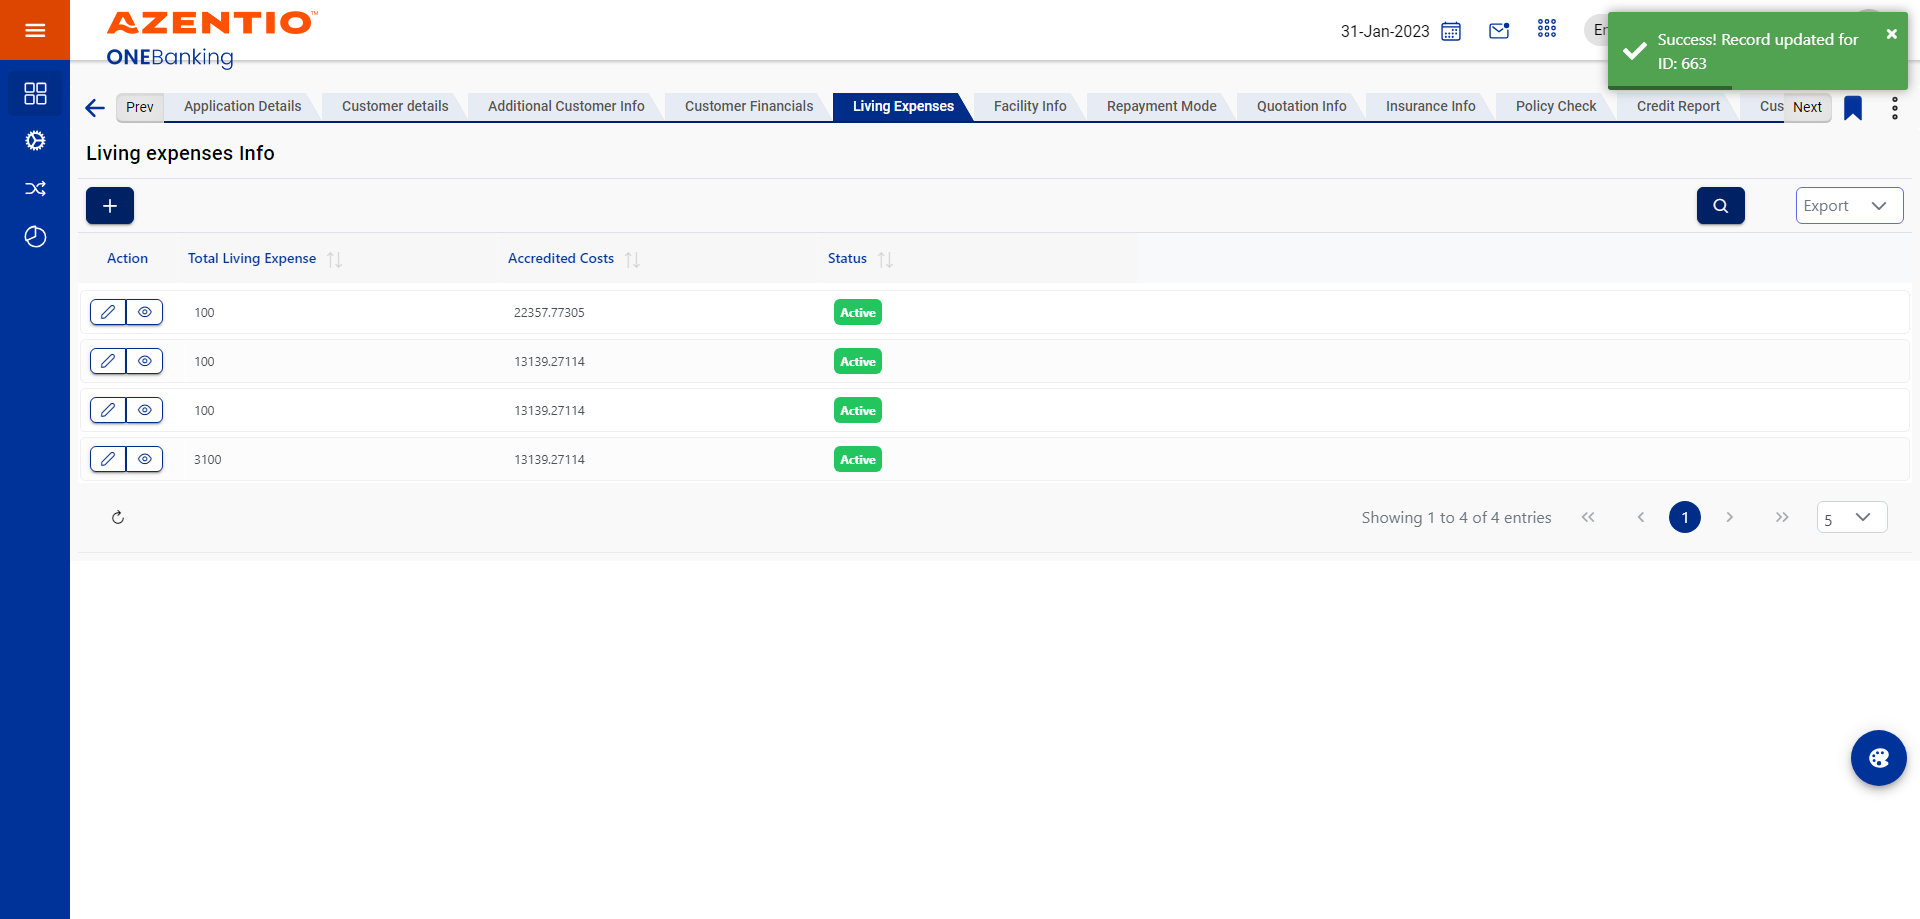 AZENTIO™
ONEBanking
31-Jan-2023
Success! Record updated for
ID: 663
Prev
Application Details
Customer details
Additional Customer Info
Customer Financials
Living Expenses
Facility Info
Repayment Mode
Quotation Info
Insurance Info
Policy Check
Credit Report
Cus
Next
Living expenses Info
Export
Action
Total Living Expense
Accredited Costs
Status
100
22357.77305
Active
100
13139.27114
Active
100
13139.27114
Active
3100
13139.27114
Active
Showing 1 to 4 of 4 entries
1
5